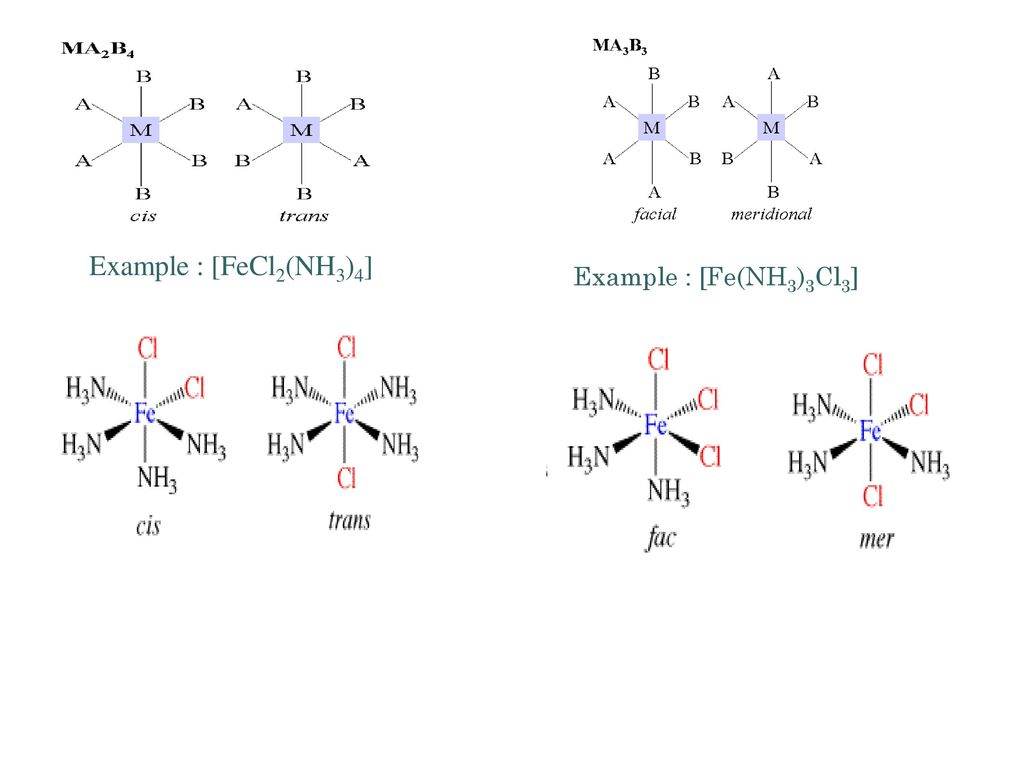 MA2B4
B B
A B A B
M M
A B B A
B B
cis trans
Example : [FeCl2(NH3)4]
Cl Cl
H3N Cl H3N NH3
Fe Fe
H3N NH3 H3N NH3
NH3 Cl
cis trans
MA3B3
B A
A B A B
M M
A B B A
A B
facial meridional
Example : [Fe(NH3)3Cl3]
Cl Cl
H3N Cl H3N Cl
Fe Fe
H3N Cl H3N NH3
NH3 Cl
fac mer